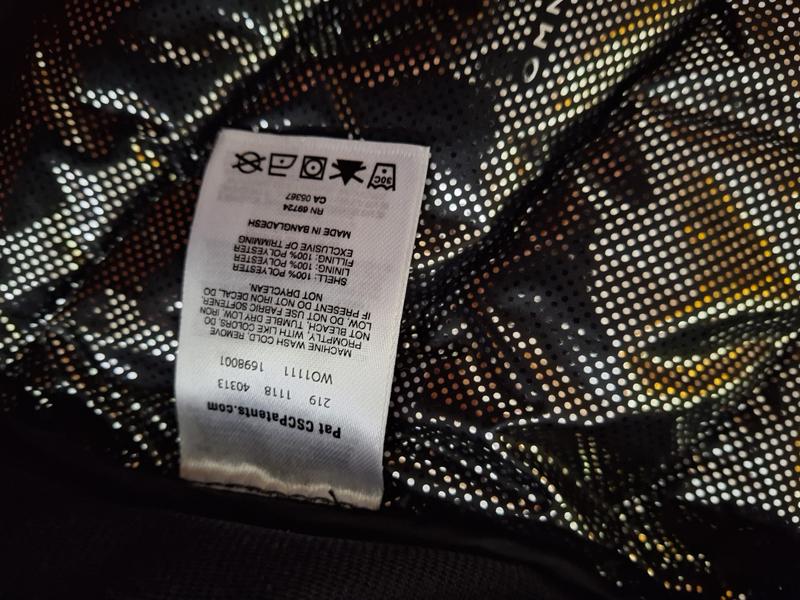 Pat CSCPatents.com
219 1118 40313
WO1111 1698001
MACHINE WASH COLD, REMOVE
PROMPTLY, WITH LIKE COLORS, DO
NOT BLEACH, TUMBLE DRY LOW, IRON
LOW, DO NOT USE FABRIC SOFTENER,
IF PRESENT DO NOT IRON DECAL, DO
NOT DRYCLEAN.
SHELL: 100% POLYESTER
LINING: 100% POLYESTER
FILLING: 100% POLYESTER
EXCLUSIVE OF TRIMMING
MADE IN BANGLADESH
RN 69724
CA 05367
30C
OMN